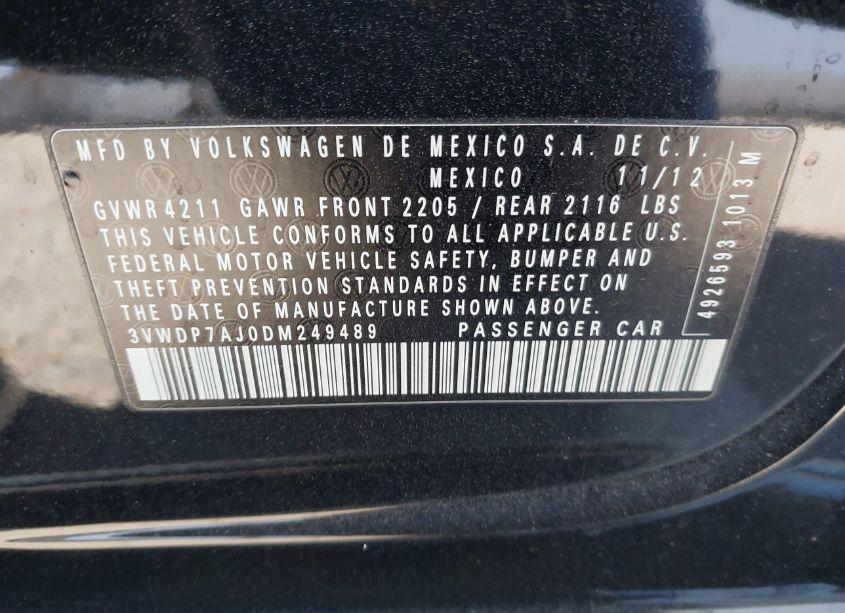 MFD BY VOLKSWAGEN DE MEXICO S.A. DE C.V.
MEXICO 11/12
GVWR 4211 GAWR FRONT 2205 / REAR 2116 LBS
THIS VEHICLE CONFORMS TO ALL APPLICABLE U.S.
FEDERAL MOTOR VEHICLE SAFETY, BUMPER AND
THEFT PREVENTION STANDARDS IN EFFECT ON
THE DATE OF MANUFACTURE SHOWN ABOVE.
3VWDP7AJ0DM249489 PASSENGER CAR
4926593 1013 M